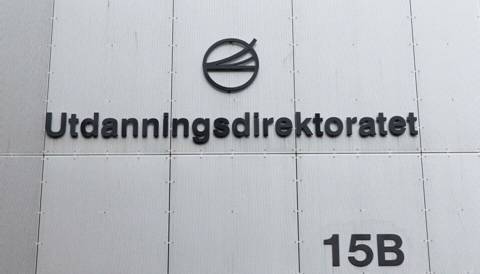 Utdanningsdirektoratet
15B